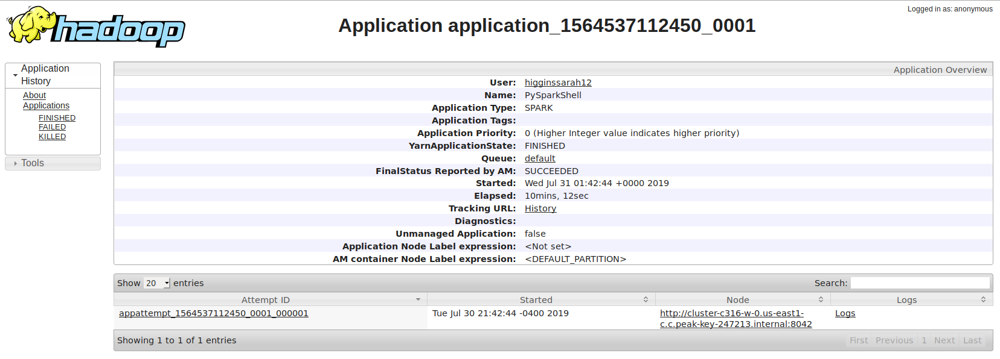 hadoop
Application application_1564537112450_0001
Logged in as: anonymous
Application
History
About
Applications
FINISHED
FAILED
KILLED
Tools
Application Overview
User: higginssarah12
Name: PySparkShell
Application Type: SPARK
Application Tags:
Application Priority: 0 (Higher Integer value indicates higher priority)
YarnApplicationState: FINISHED
Queue: default
FinalStatus Reported by AM: SUCCEEDED
Started: Wed Jul 31 01:42:44 +0000 2019
Elapsed: 10mins, 12sec
Tracking URL: History
Diagnostics:
Unmanaged Application: false
Application Node Label expression: <Not set>
AM container Node Label expression: <DEFAULT_PARTITION>
Show 20 entries Search:
Attempt ID Started Node Logs
appattempt_1564537112450_0001_000001 Tue Jul 30 21:42:44 -0400 2019 http://cluster-c316-w-0.us-east1- Logs
c.c.peak-key-247213.internal:8042
Showing 1 to 1 of 1 entries First Previous 1 Next Last